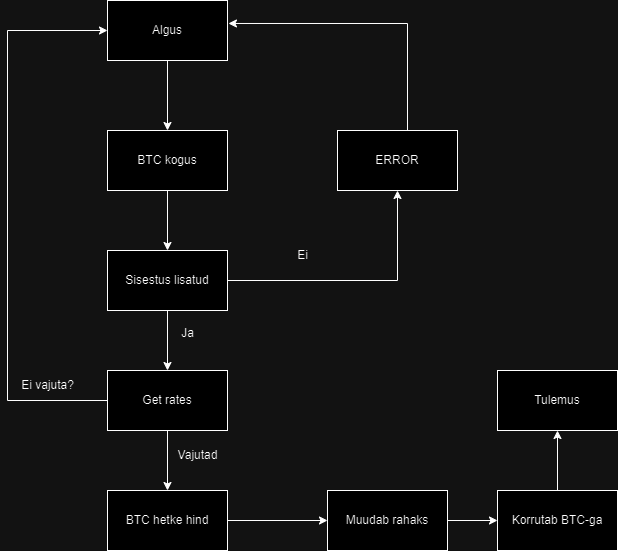 Algus
BTC kogus
ERROR
Ei
Sisestus lisatud
Ja
Ei vajuta?
Get rates
Tulemus
Vajutad
BTC hetke hind
Muudab rahaks
Korrutab BTC-ga